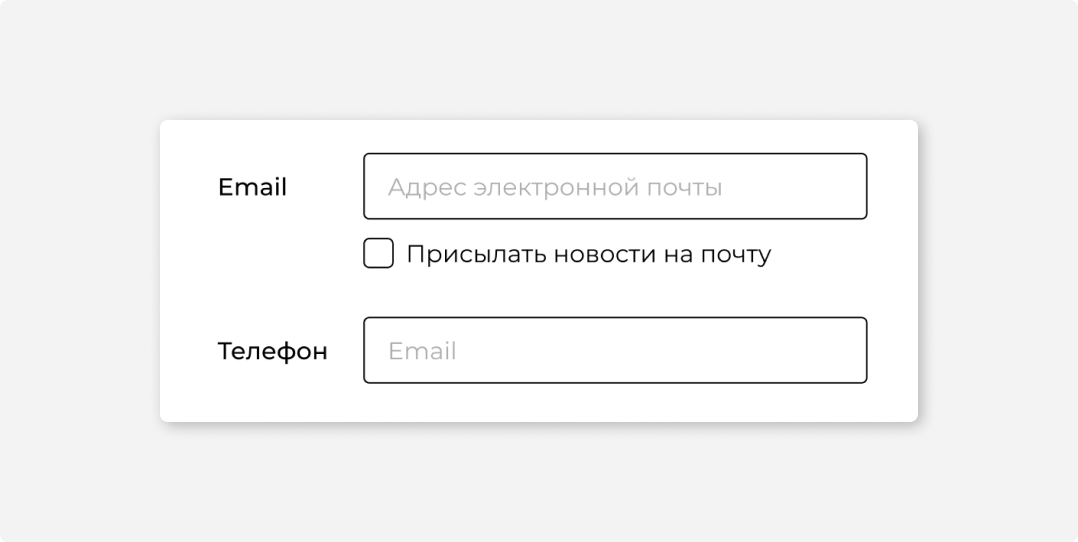 Email
Адрес электронной почты
Присылать новости на почту
Телефон
Email